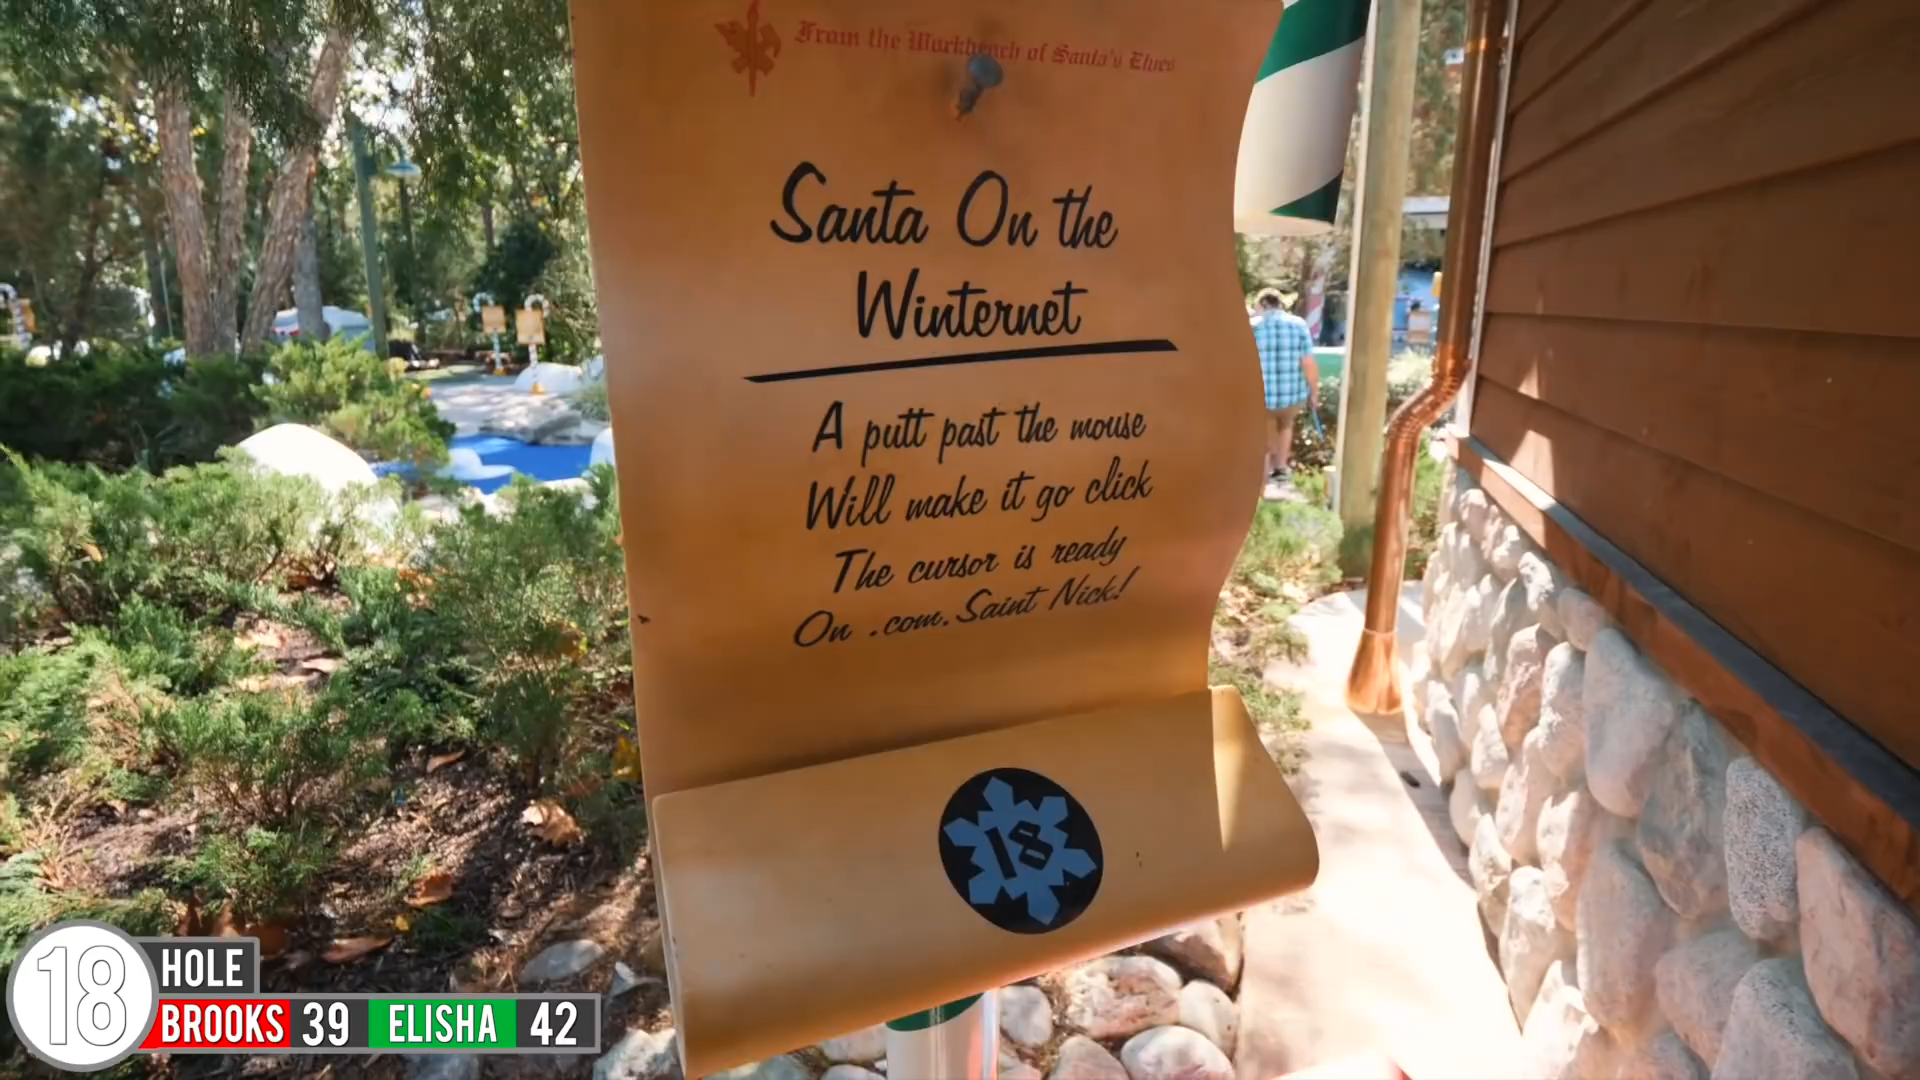 From the Workbench of Santa's Elves
Santa On the
Winternet
A putt past the mouse
Will make it go click
The cursor is ready
On .com.Saint Nick!
18
18
HOLE
BROOKS 39 ELISHA 42